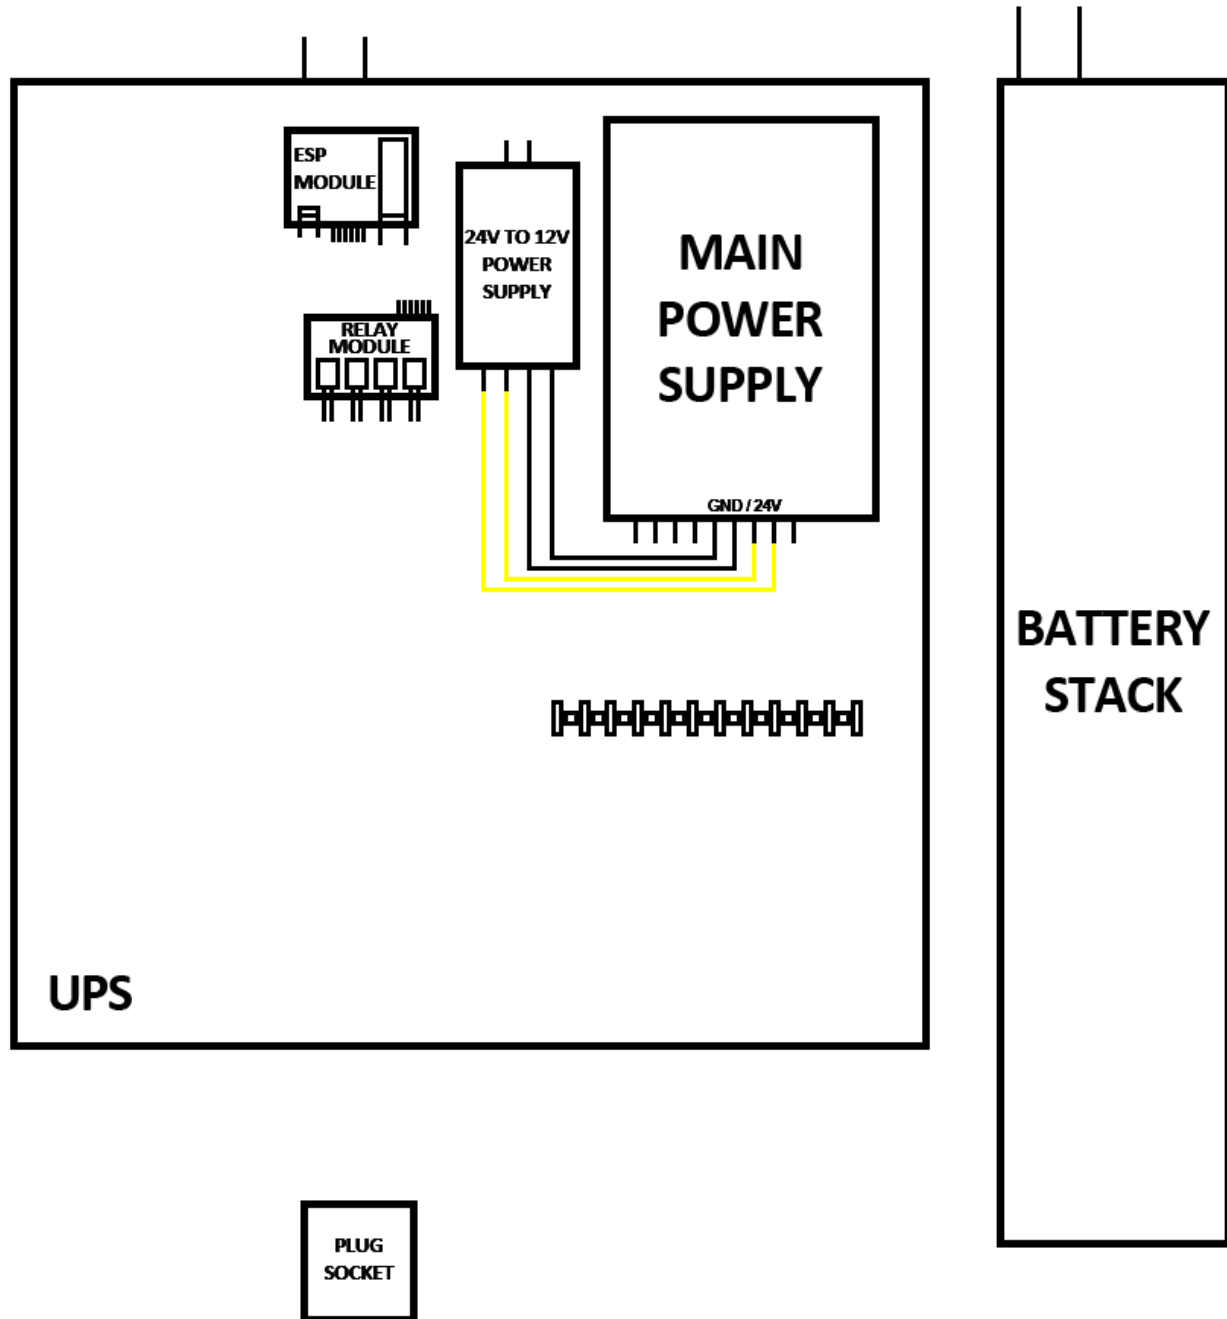 ESP
MODULE
24V TO 12V
POWER
SUPPLY
MAIN
POWER
SUPPLY
RELAY
MODULE
GND / 24V
BATTERY
STACK
UPS
PLUG
SOCKET